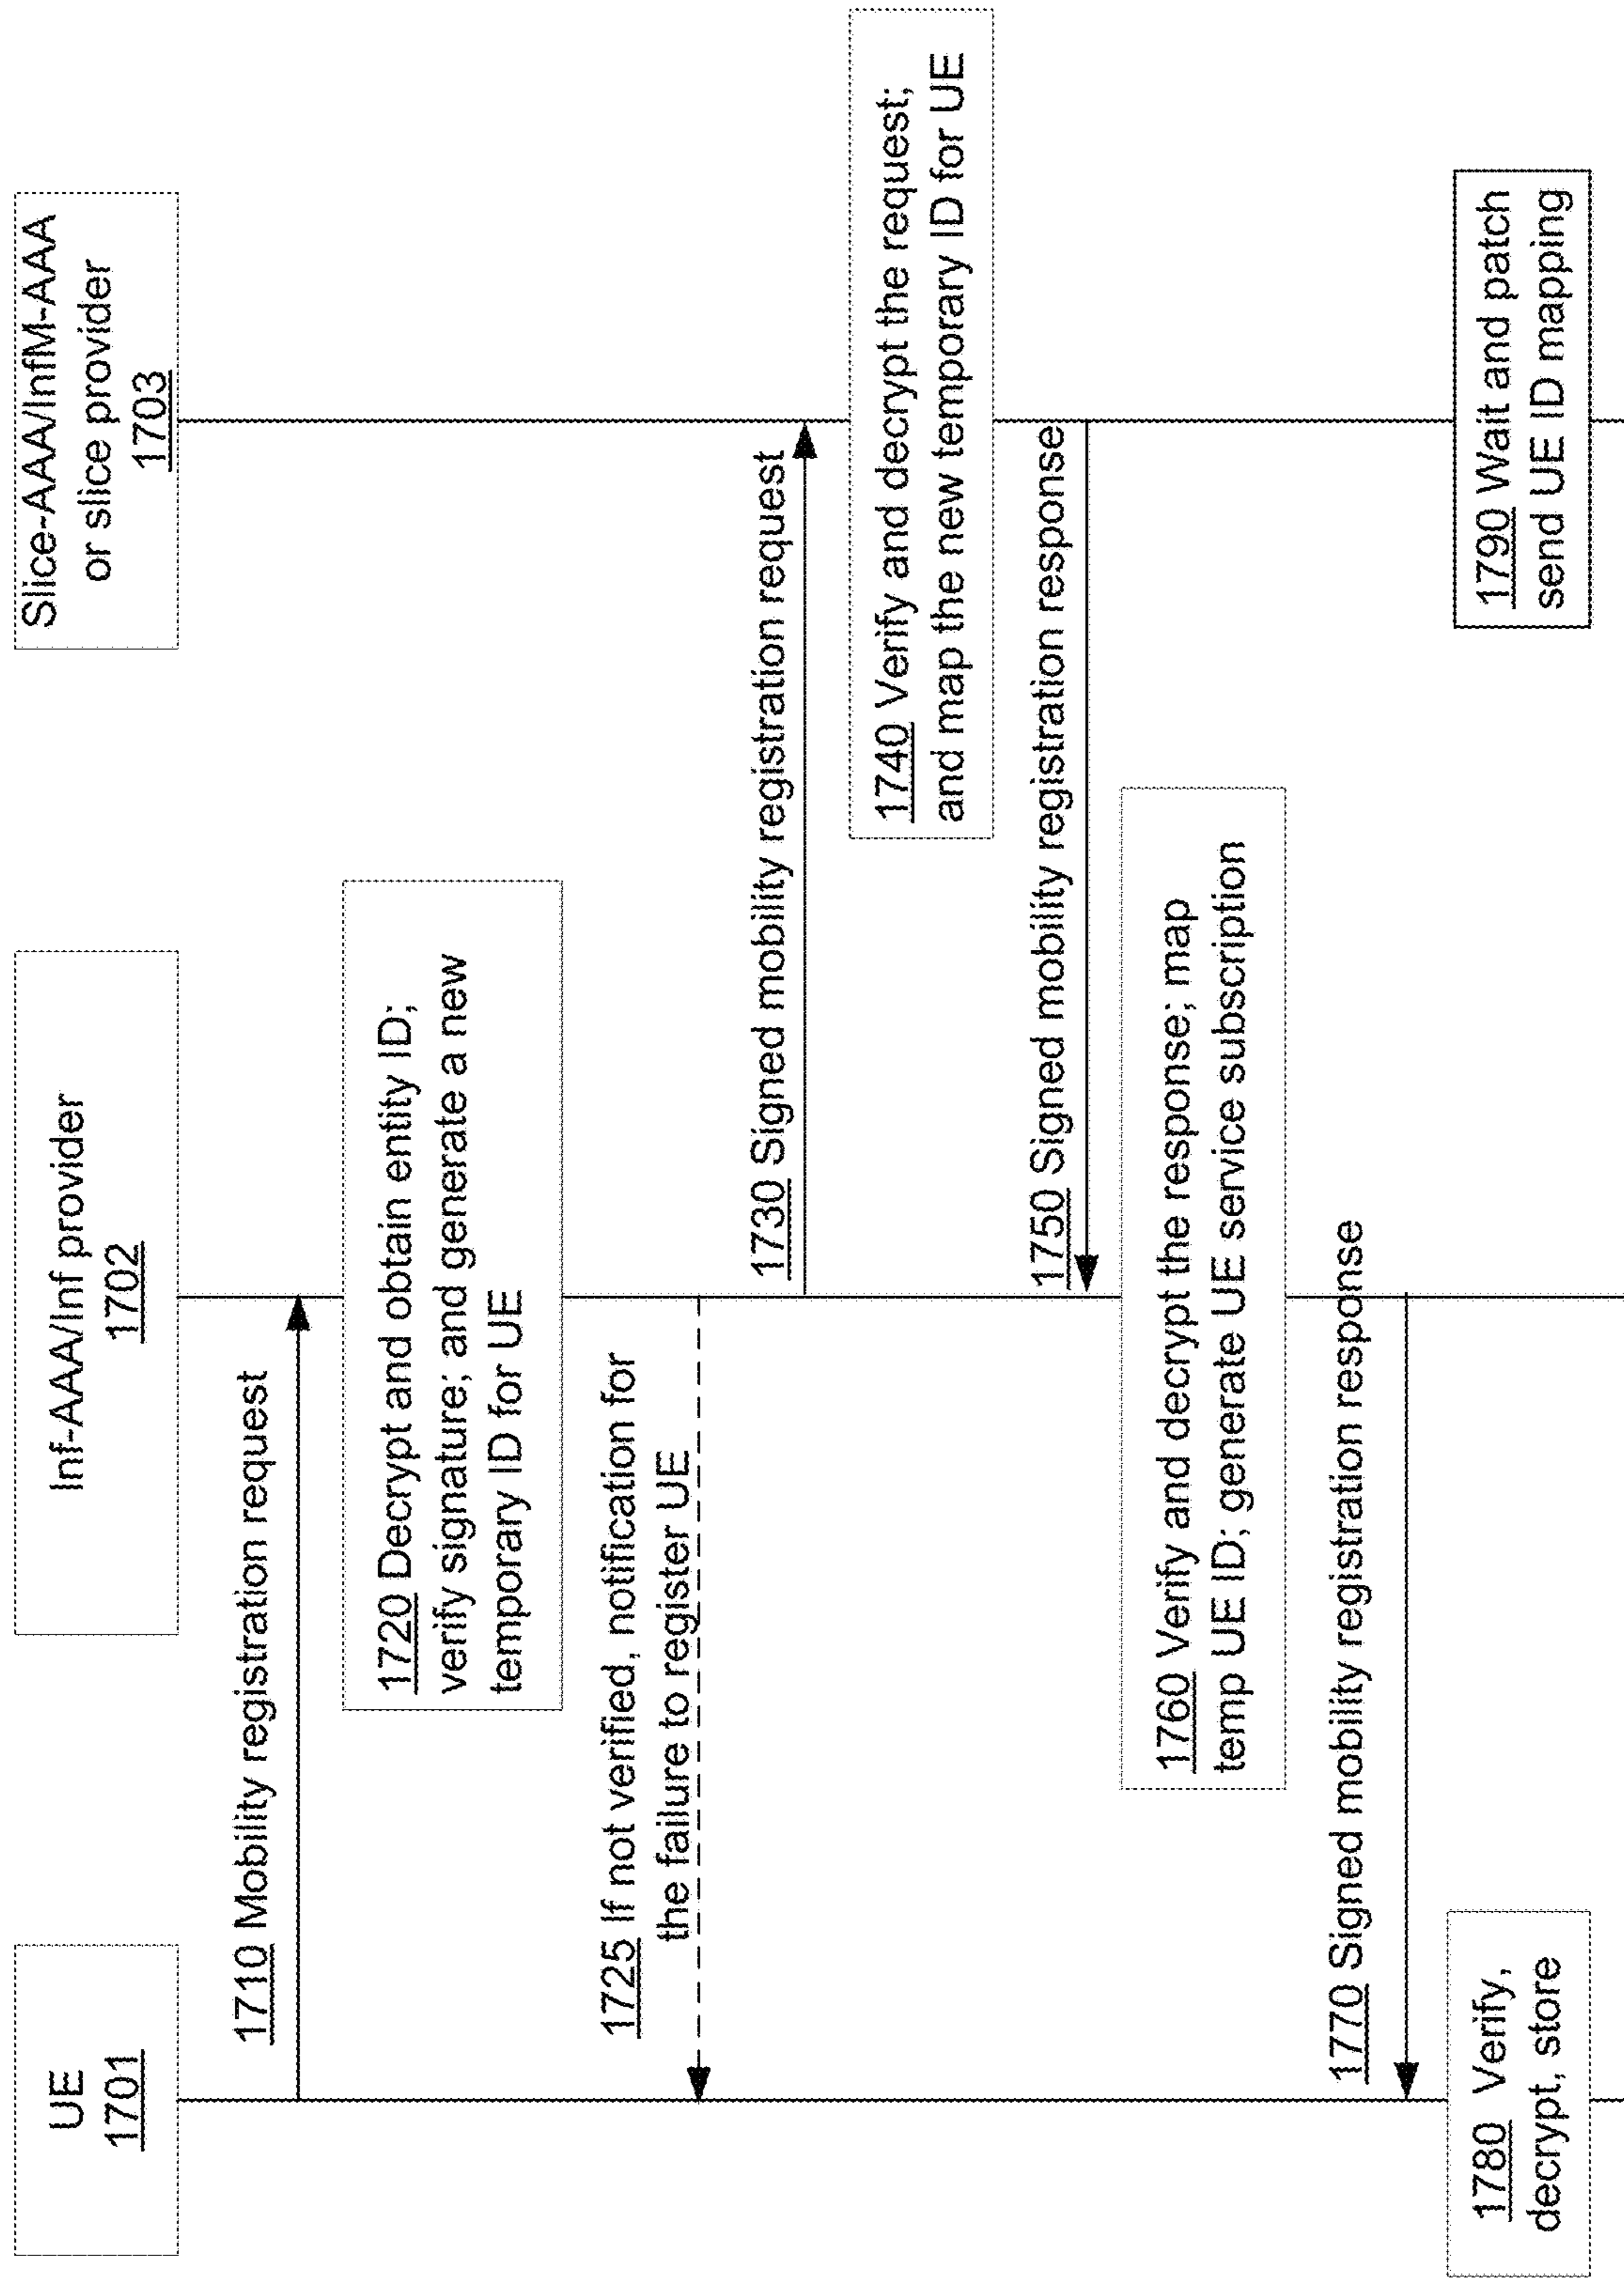 UE
1701
Inf-AAA/Inf provider
1702
Slice-AAA/InfM-AAA
or slice provider
1703
1710 Mobility registration request
1720 Decrypt and obtain entity ID;
verify signature; and generate a new
temporary ID for UE
1725 If not verified, notification for
the failure to register UE
1730 Signed mobility registration request
1740 Verify and decrypt the request;
and map the new temporary ID for UE
1750 Signed mobility registration response
1760 Verify and decrypt the response; map
temp UE ID; generate UE service subscription
1770 Signed mobility registration response
1780 Verify,
decrypt, store
1790 Wait and patch
send UE ID mapping